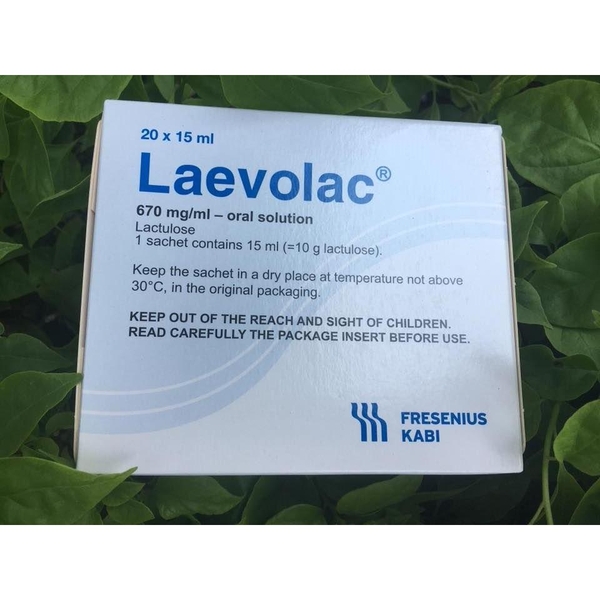 20 x 15 ml
Laevolac®
670 mg/ml – oral solution
Lactulose
1 sachet contains 15 ml (=10 g lactulose).
Keep the sachet in a dry place at temperature not above
30°C, in the original packaging.
KEEP OUT OF THE REACH AND SIGHT OF CHILDREN.
READ CAREFULLY THE PACKAGE INSERT BEFORE USE.
FRESENIUS
KABI